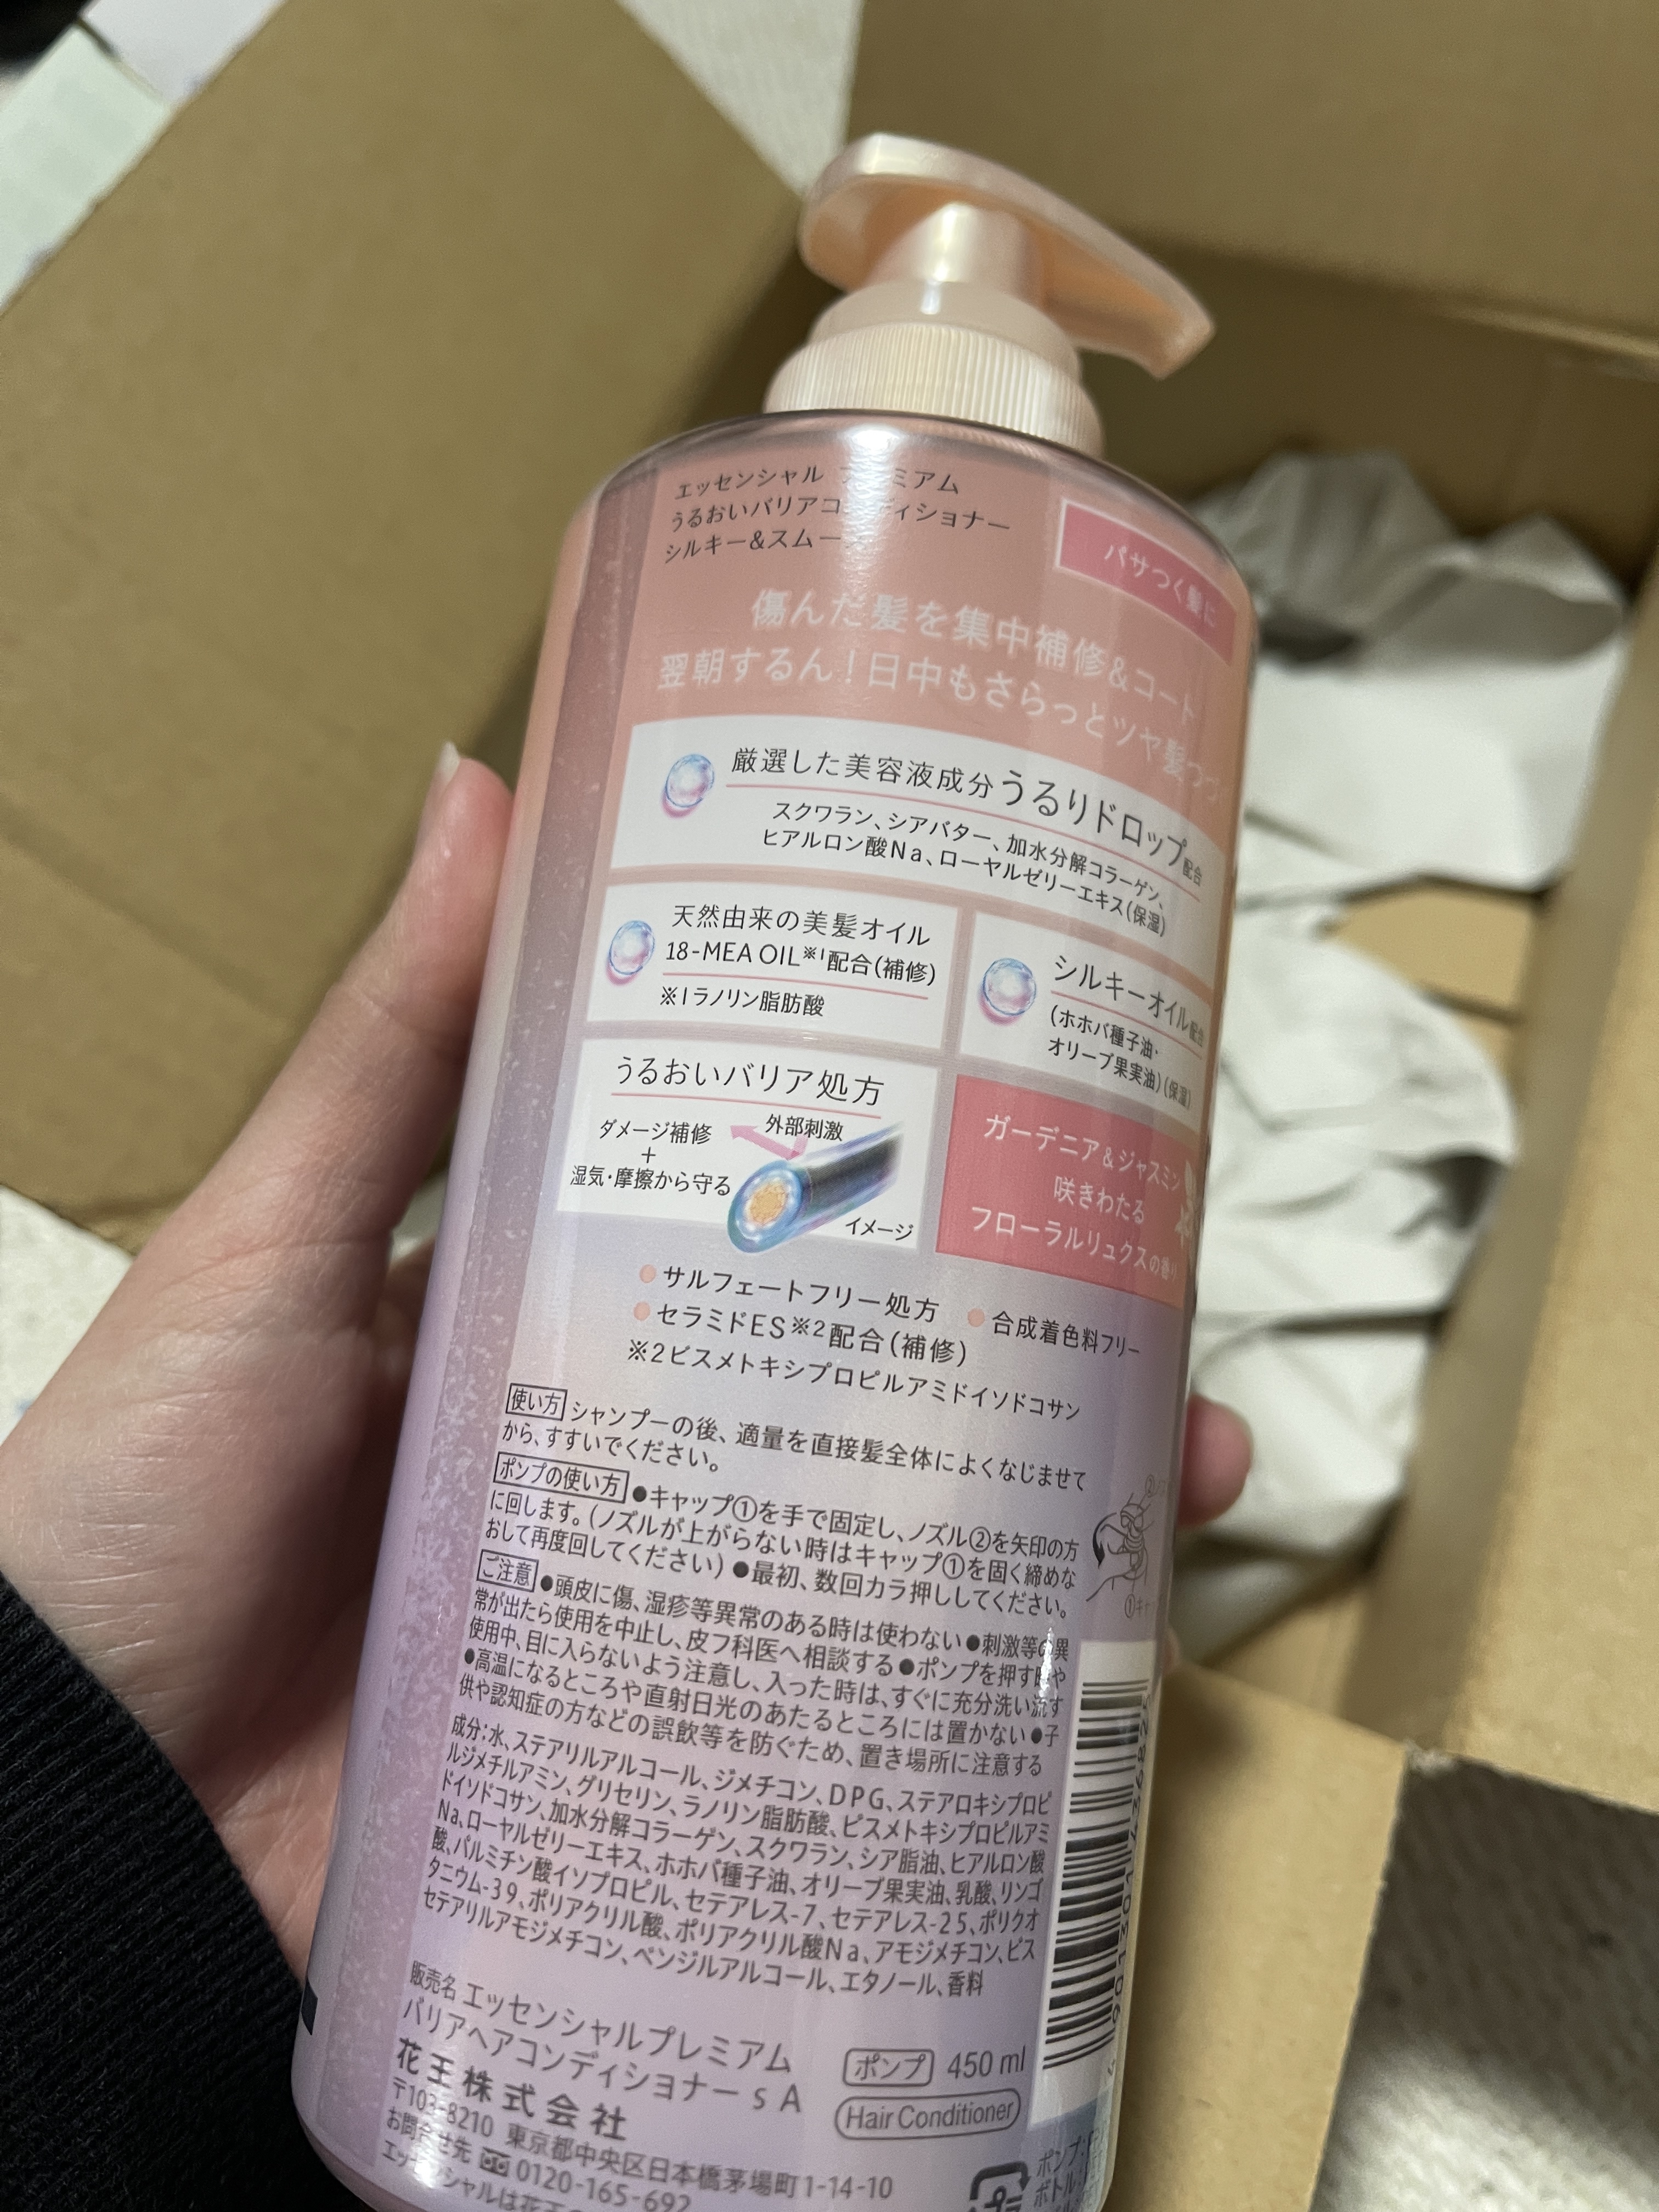 エッセンシャル プレミアム
うるおいバリアコンディショナー
シルキー&スムー
パサつく髪に
傷んだ髪を集中補修&コート
翌朝するん!日中もさらっとツヤ髪つづ
厳選した美容液成分うるりドロップ配合
スクワラン、シアバター、加水分解コラーゲン、
ヒアルロン酸Na、ローヤルゼリーエキス(保湿)
天然由来の美髪オイル
18-MEA OIL※1配合(補修)
※1ラノリン脂肪酸
シルキーオイル配合
(ホホバ種子油・
オリーブ果実油)(保湿)
うるおいバリア処方
ダメージ補修
+
湿気・摩擦から守る
外部刺激
イメージ
ガーデニア&ジャスミン
咲きわたる
フローラルリュクスの香り
●サルフェートフリー処方 ●合成着色料フリー
●セラミドES※2配合(補修)
※2ビスメトキシプロピルアミドイソドコサン
使い方 シャンプーの後、適量を直接髪全体によくなじませて
から、すすいでください。
ポンプの使い方 ●キャップ①を手で固定し、ノズル②を矢印の方
に回します。(ノズルが上がらない時はキャップ①を固く締めな
おして再度回してください) ●最初、数回カラ押ししてください。
ご注意 ●頭皮に傷、湿疹等異常のある時は使わない●刺激等の異
常が出たら使用を中止し、皮フ科医へ相談する●ポンプを押す時や
使用中、目に入らないよう注意し、入った時は、すぐに充分洗い流す
●高温になるところや直射日光のあたるところには置かない●子
供や認知症の方などの誤飲等を防ぐため、置き場所に注意する
成分:水、ステアリルアルコール、ジメチコン、DPG、ステアロキシプロピ
ルジメチルアミン、グリセリン、ラノリン脂肪酸、ビスメトキシプロピルアミ
ドイソドコサン、加水分解コラーゲン、スクワラン、シア脂油、ヒアルロン酸
Na、ローヤルゼリーエキス、ホホバ種子油、オリーブ果実油、乳酸、リンゴ
酸、パルミチン酸イソプロピル、セテアレス-7、セテアレス-25、ポリクオ
タニウム-39、ポリアクリル酸、ポリアクリル酸Na、アモジメチコン、ビス
セテアリルアモジメチコン、ベンジルアルコール、エタノール、香料
販売名 エッセンシャルプレミアム
バリアヘアコンディショナー s A
花王株式会社
〒103-8210 東京都中央区日本橋茅場町1-14-10
お問合せ先 0120-165-692
エッセンシャルは花王
ポンプ 450 ml
Hair Conditioner
ポンプ:
ボトル: